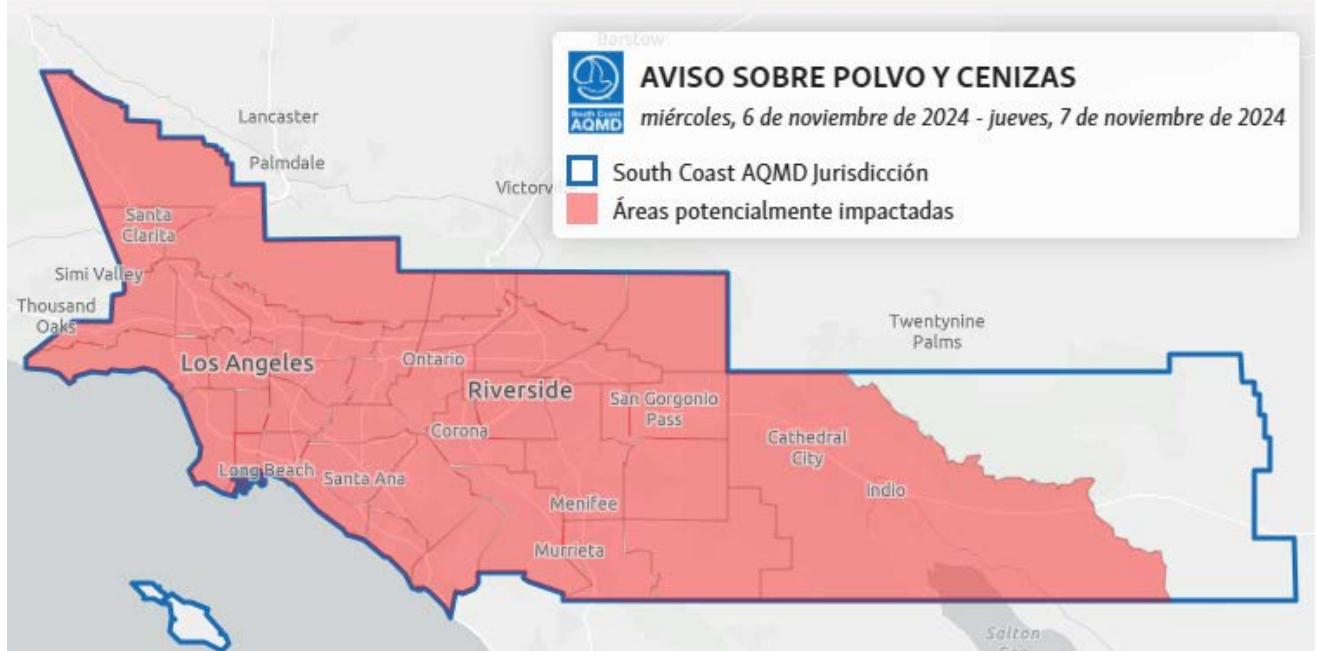 Barstow
AVISO SOBRE POLVO Y CENIZAS
South Coast
AQMD
miércoles, 6 de noviembre de 2024 - jueves, 7 de noviembre de 2024
South Coast AQMD Jurisdicción
Áreas potencialmente impactadas
Lancaster
Palmdale
Santa
Clarita
Simi Valley
Thousand
Oaks
Twentynine
Palms
Los Angeles
Ontario
Riverside
San Gorgonio
Pass
Corona
Cathedral
City
Long Beach
Santa Ana
Indio
Menifee
Murrieta
Salton